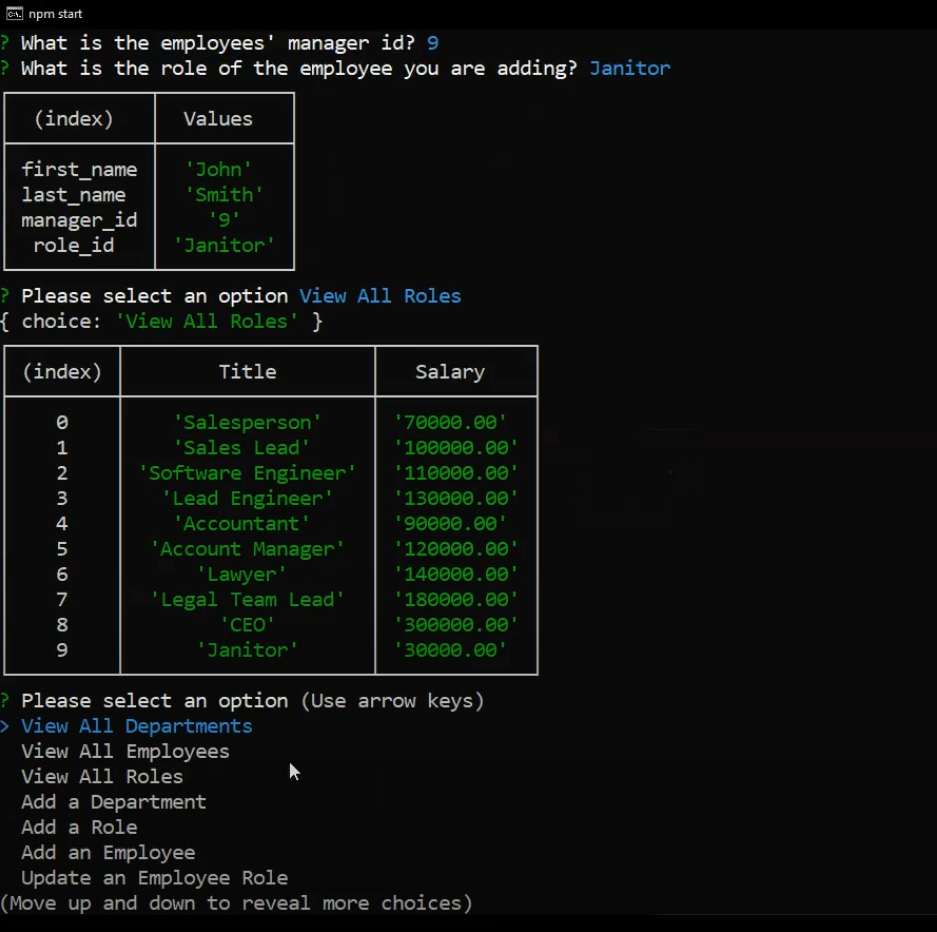 npm start
? What is the employees' manager id? 9
? What is the role of the employee you are adding? Janitor
(index) Values
first_name 'John'
last_name 'Smith'
manager_id '9'
role_id 'Janitor'
? Please select an option View All Roles
{ choice: 'View All Roles' }
(index) Title Salary
0 'Salesperson' '70000.00'
1 'Sales Lead' '100000.00'
2 'Software Engineer' '110000.00'
3 'Lead Engineer' '130000.00'
4 'Accountant' '90000.00'
5 'Account Manager' '120000.00'
6 'Lawyer' '140000.00'
7 'Legal Team Lead' '180000.00'
8 'CEO' '300000.00'
9 'Janitor' '30000.00'
? Please select an option (Use arrow keys)
> View All Departments
View All Employees
View All Roles
Add a Department
Add a Role
Add an Employee
Update an Employee Role
(Move up and down to reveal more choices)